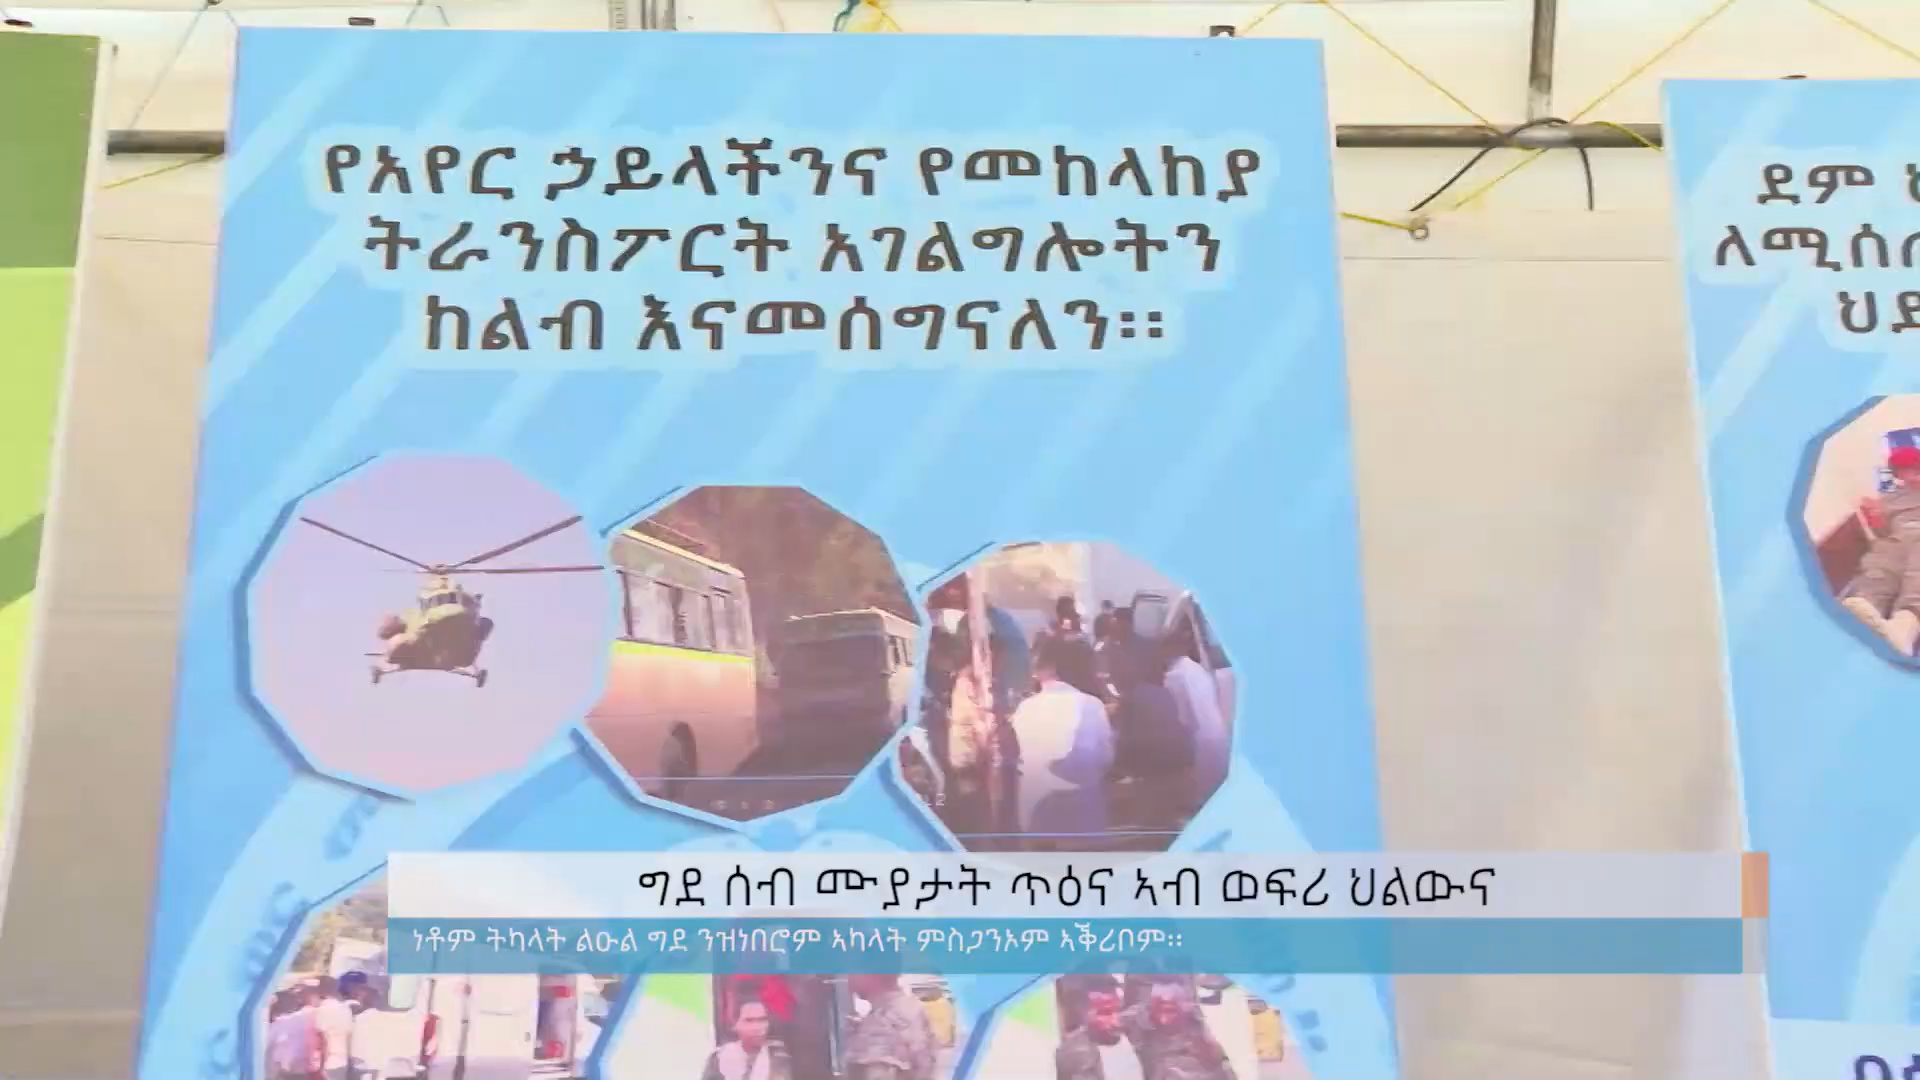 የአየር ኃይላችንና የመከላከያ
ትራንስፖርት አገልግሎትን
ከልብ እናመሰግናለን፡፡
ደም
ለሚሰጡ
ግደ ሰብ ሙያታት ጥዕና ኣብ ወፍሪ ህልውና
ነቶም ትካላት ልዑል ግደ ንዝነበሮም ኣካላት ምስጋንኦም ኣቕሪቦም፡፡